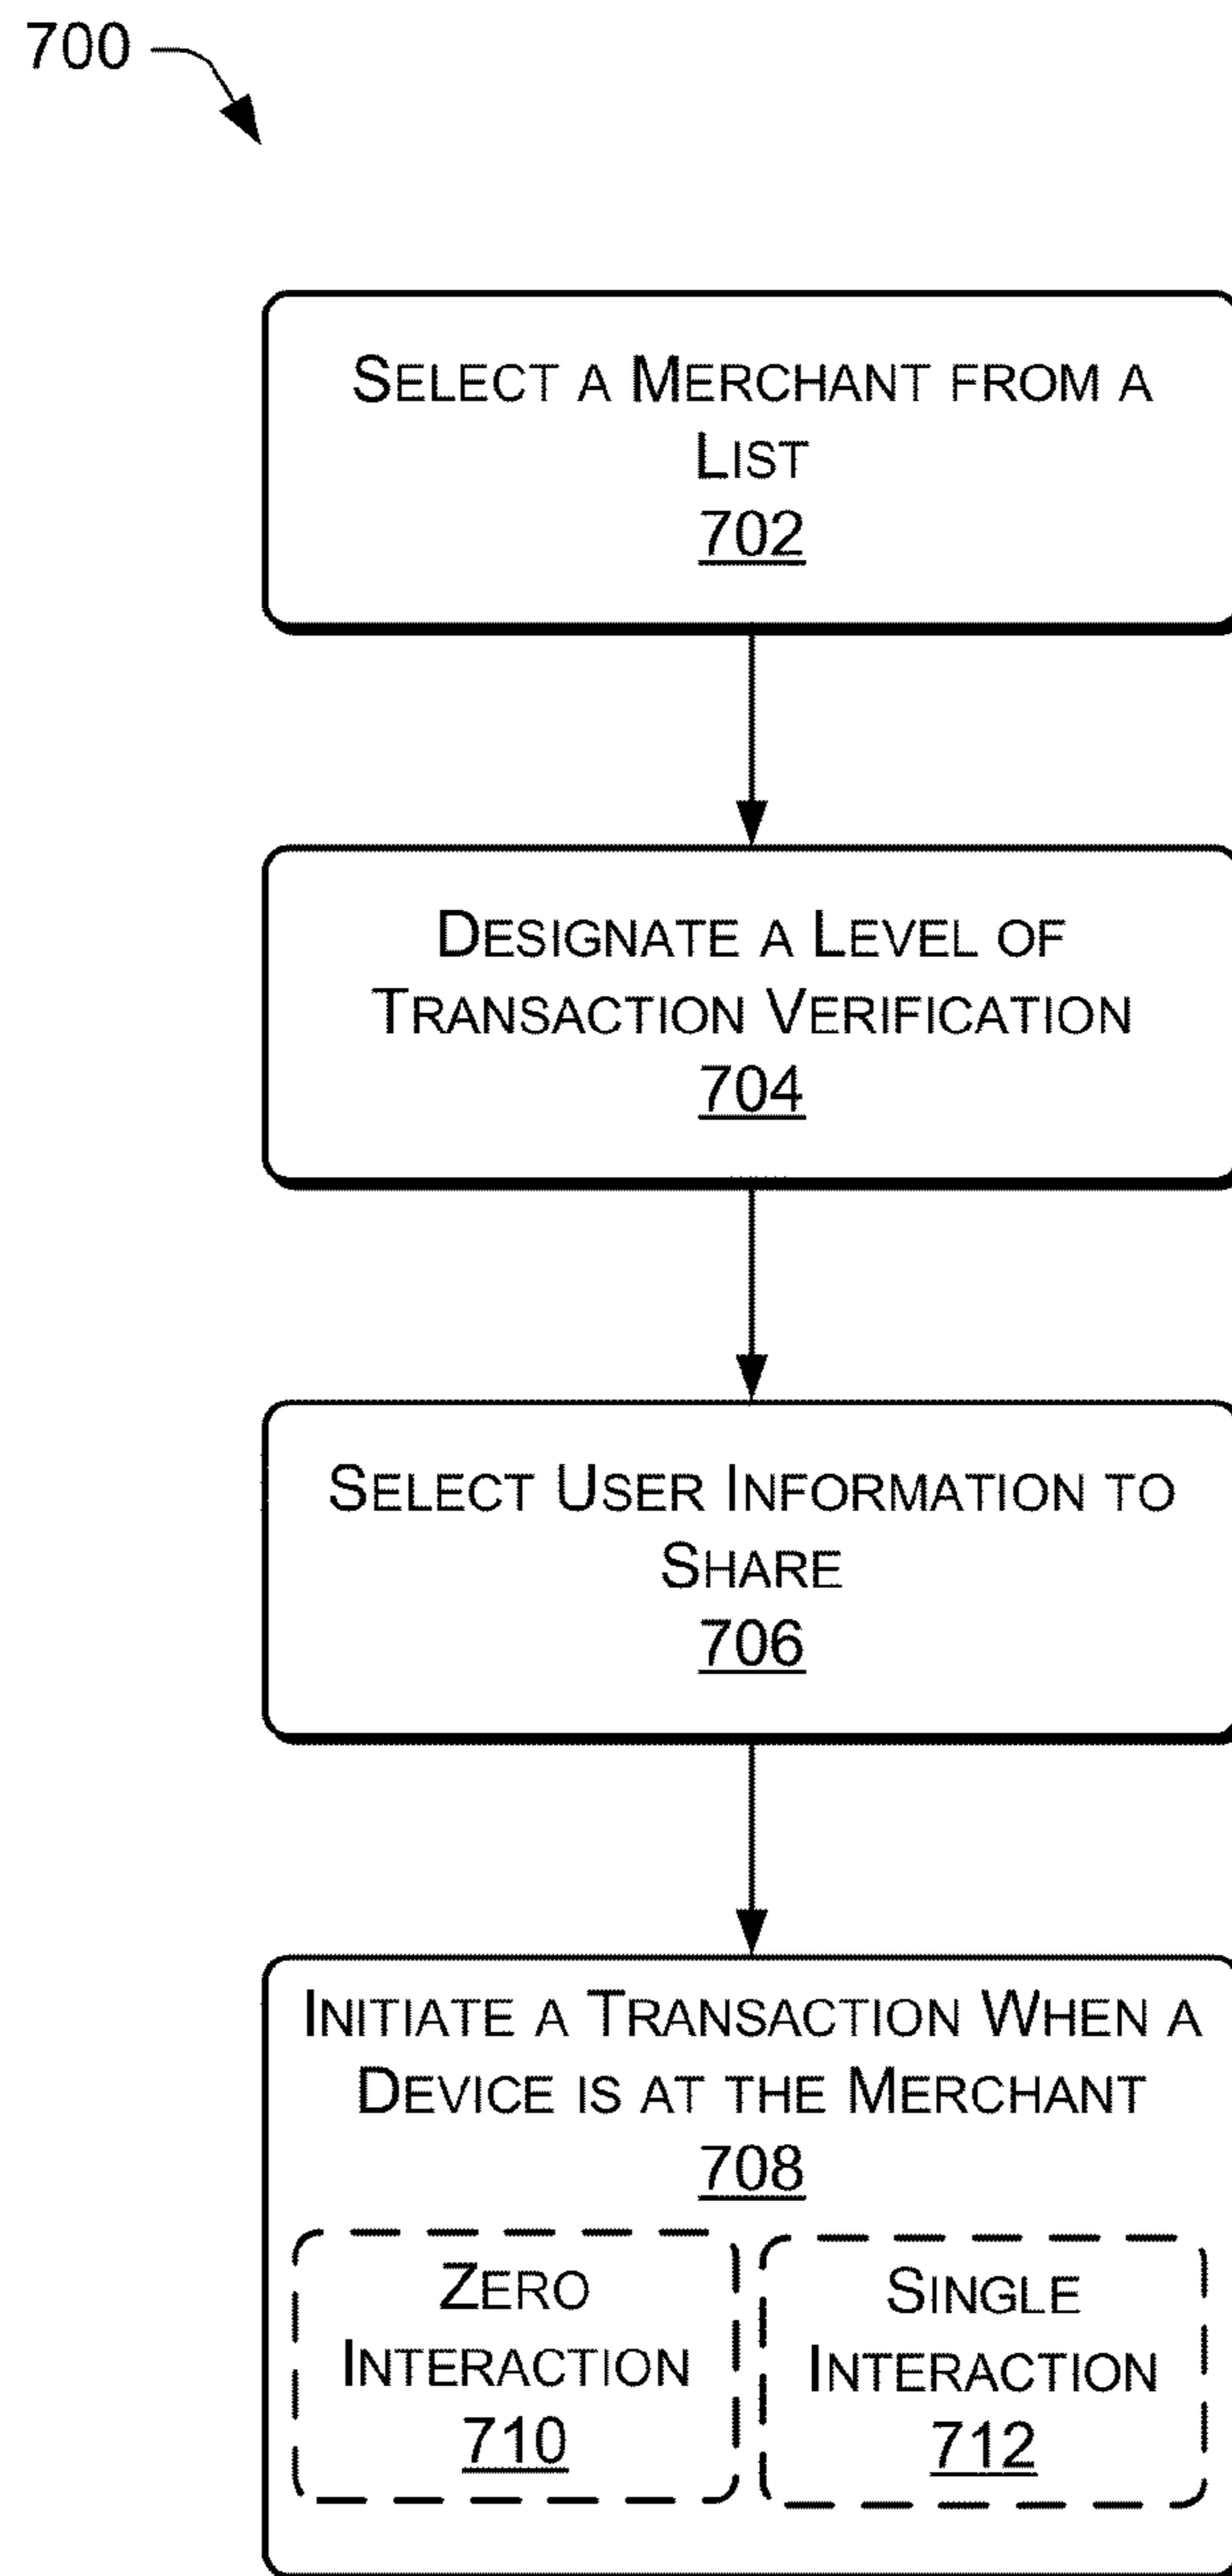 700
SELECT A MERCHANT FROM A
LIST
702
DESIGNATE A LEVEL OF
TRANSACTION VERIFICATION
704
SELECT USER INFORMATION TO
SHARE
706
INITIATE A TRANSACTION WHEN A
DEVICE IS AT THE MERCHANT
708
ZERO
INTERACTION
710
SINGLE
INTERACTION
712